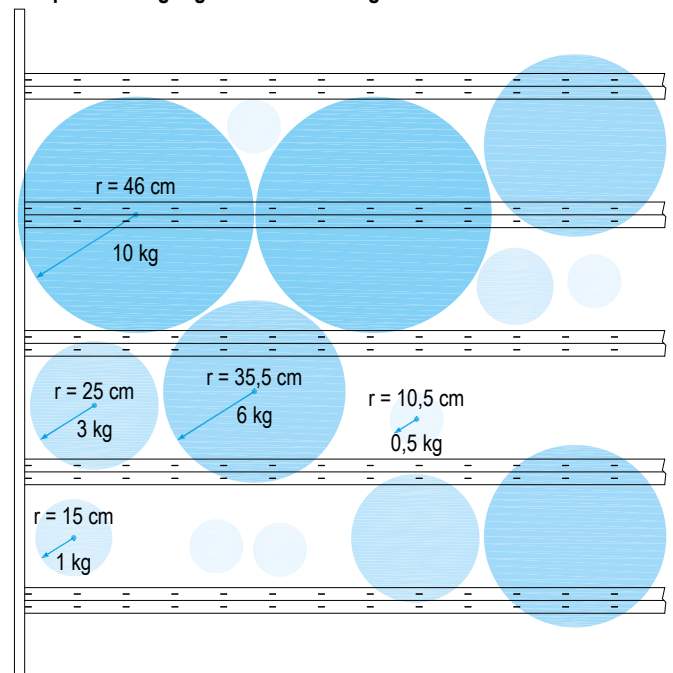 r = 46 cm
10 kg
r = 25 cm
3 kg
r = 35,5 cm
6 kg
r = 10,5 cm
0,5 kg
r = 15 cm
1 kg